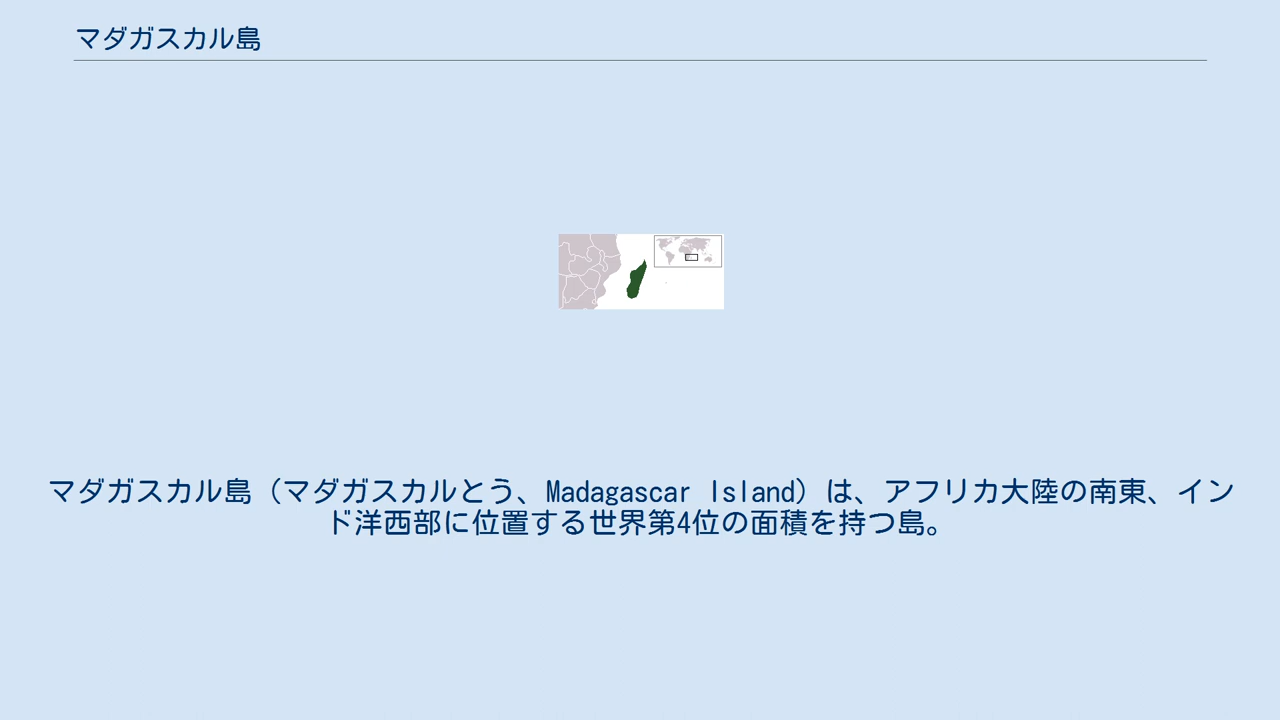 マダガスカル島
マダガスカル島（マダガスカルとう、Madagascar Island）は、アフリカ大陸の南東、イン
ド洋西部に位置する世界第4位の面積を持つ島。